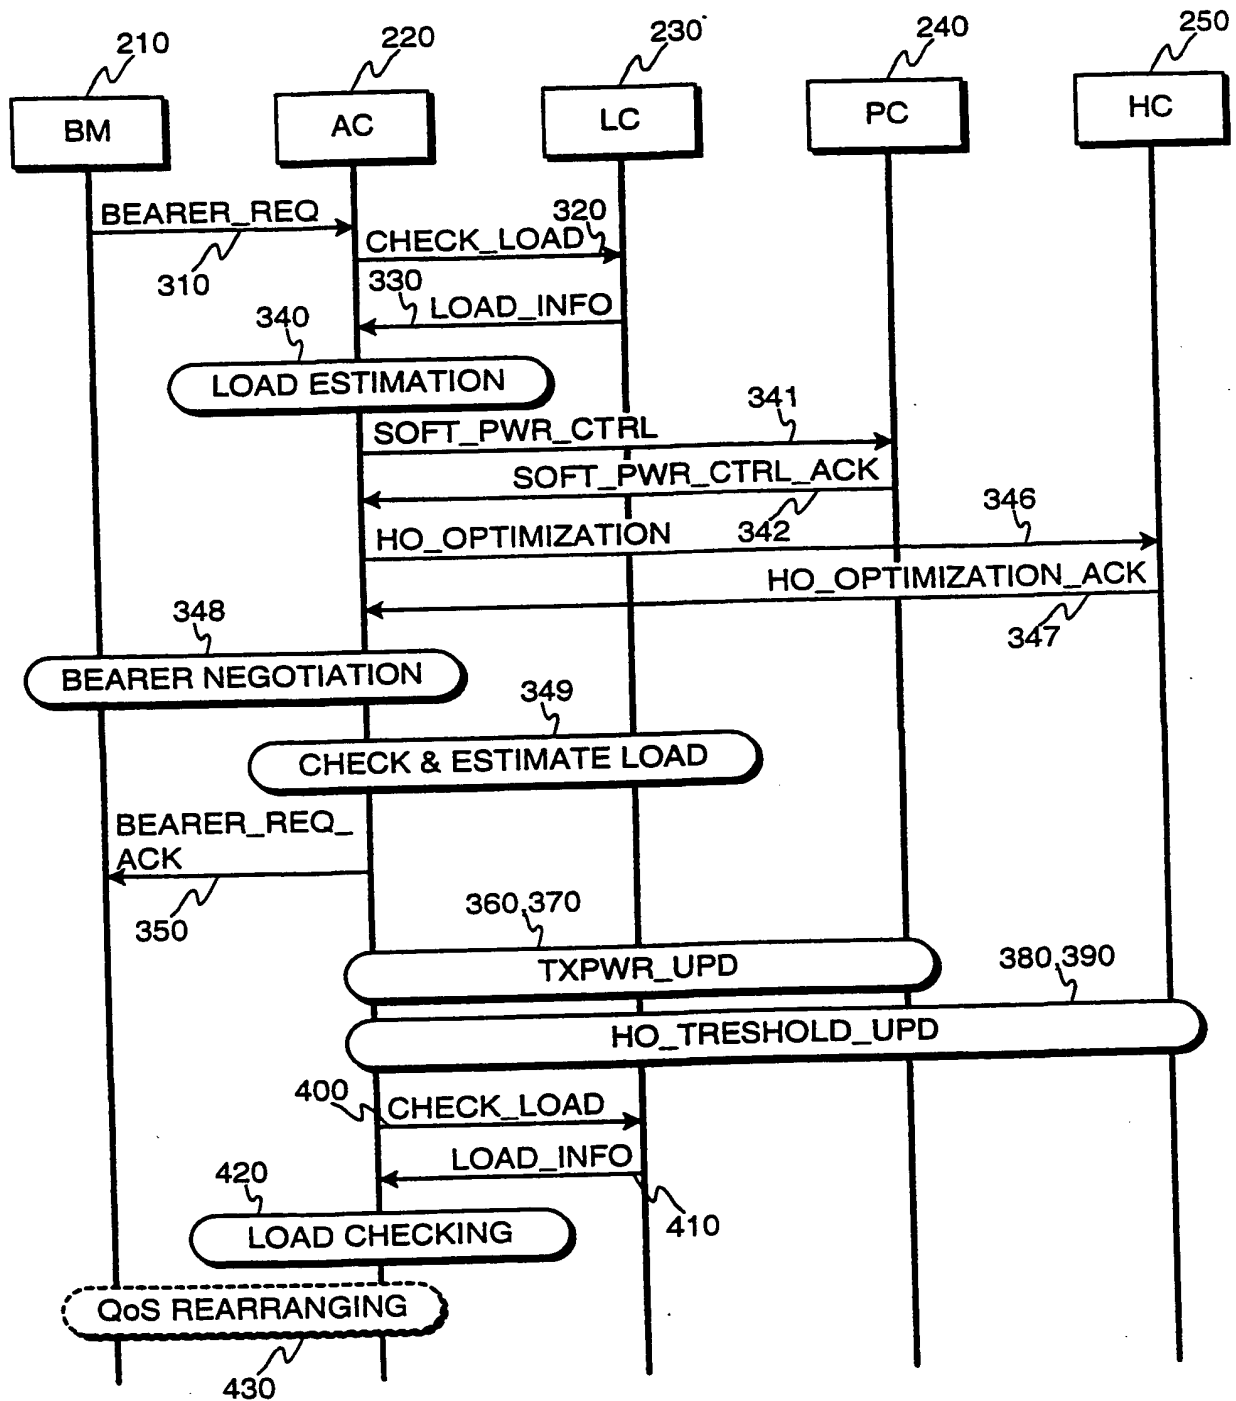 210
220
230
240
250
BM
AC
LC
PC
HC
BEARER_REQ
320
CHECK_LOAD
310
330
LOAD_INFO
340
LOAD ESTIMATION
341
SOFT_PWR_CTRL
SOFT_PWR_CTRL_ACK
346
HO_OPTIMIZATION
342
HO_OPTIMIZATION_ACK
348
347
BEARER NEGOTIATION
349
CHECK & ESTIMATE LOAD
BEARER_REQ_
ACK
350
360,370
TXPWR_UPD
380,390
HO_TRESHOLD_UPD
400
CHECK_LOAD
LOAD_INFO
420
410
LOAD CHECKING
QoS REARRANGING
430